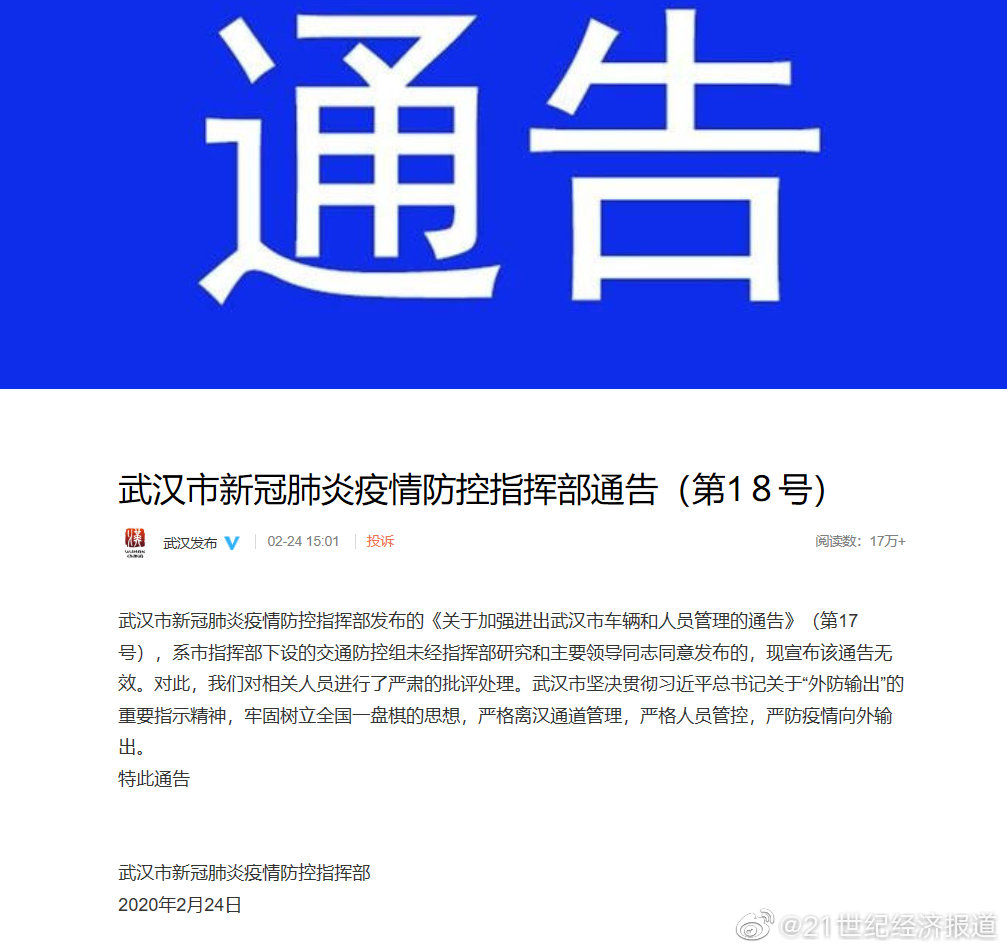 通告
武汉市新冠肺炎疫情防控指挥部通告（第1８号）
武汉发布 02-24 15:01 投诉 阅读数：17万+
武汉市新冠肺炎疫情防控指挥部发布的《关于加强进出武汉市车辆和人员管理的通告》（第17
号），系市指挥部下设的交通防控组未经指挥部研究和主要领导同志同意发布的，现宣布该通告无
效。对此，我们对相关人员进行了严肃的批评处理。武汉市坚决贯彻习近平总书记关于“外防输出”的
重要指示精神，牢固树立全国一盘棋的思想，严格离汉通道管理，严格人员管控，严防疫情向外输
出。
特此通告
武汉市新冠肺炎疫情防控指挥部
2020年2月24日
@21世纪经济报道